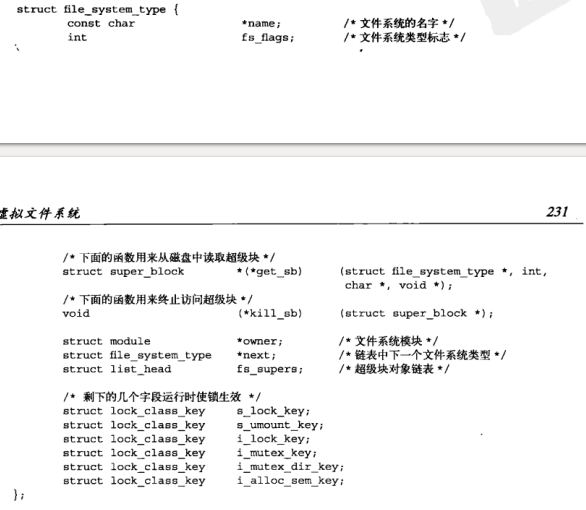 struct file_system_type {
const char *name; /* 文件系统的名字 */
int fs_flags; /* 文件系统类型标志 */
虚拟文件系统 231
/* 下面的函数用来从磁盘中读取超级块 */
struct super_block *(*get_sb) (struct file_system_type *, int,
char *, void *);
/* 下面的函数用来终止访问超级块 */
void (*kill_sb) (struct super_block *);
struct module *owner; /* 文件系统模块 */
struct file_system_type *next; /* 链表中下一个文件系统类型 */
struct list_head fs_supers; /* 超级块对象链表 */
/* 剩下的几个字段运行时使锁生效 */
struct lock_class_key s_lock_key;
struct lock_class_key s_umount_key;
struct lock_class_key i_lock_key;
struct lock_class_key i_mutex_key;
struct lock_class_key i_mutex_dir_key;
struct lock_class_key i_alloc_sem_key;
};